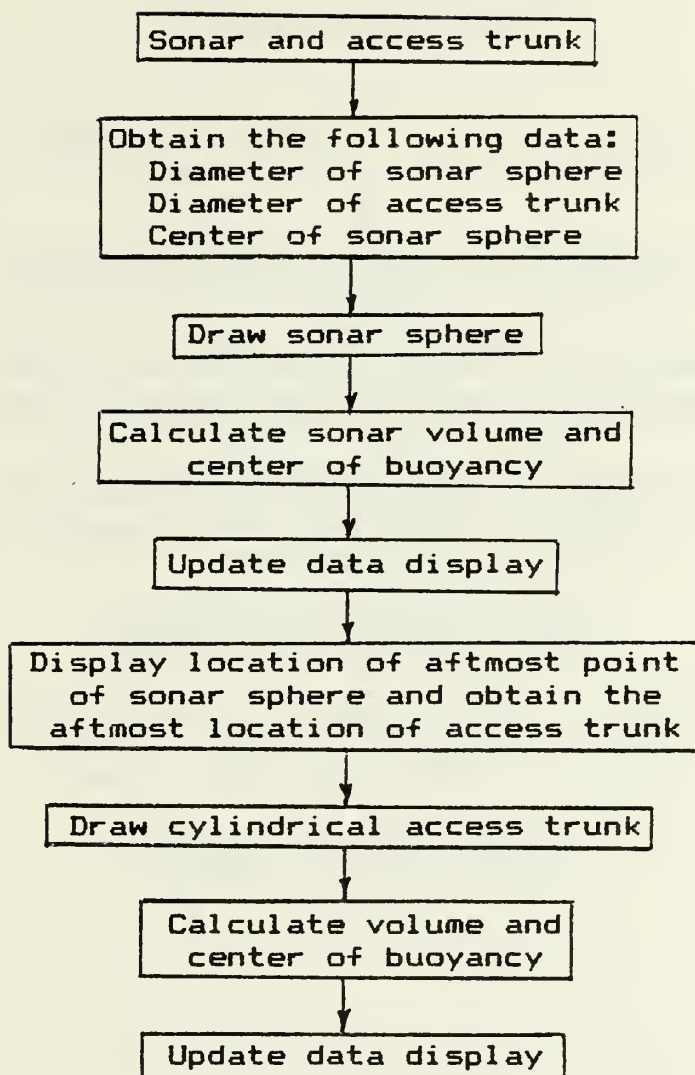 Sonar and access trunk
Obtain the following data:
Diameter of sonar sphere
Diameter of access trunk
Center of sonar sphere
Draw sonar sphere
Calculate sonar volume and
center of buoyancy
Update data display
Display location of aftmost point
of sonar sphere and obtain the
aftmost location of access trunk
Draw cylindrical access trunk
Calculate volume and
center of buoyancy
Update data display